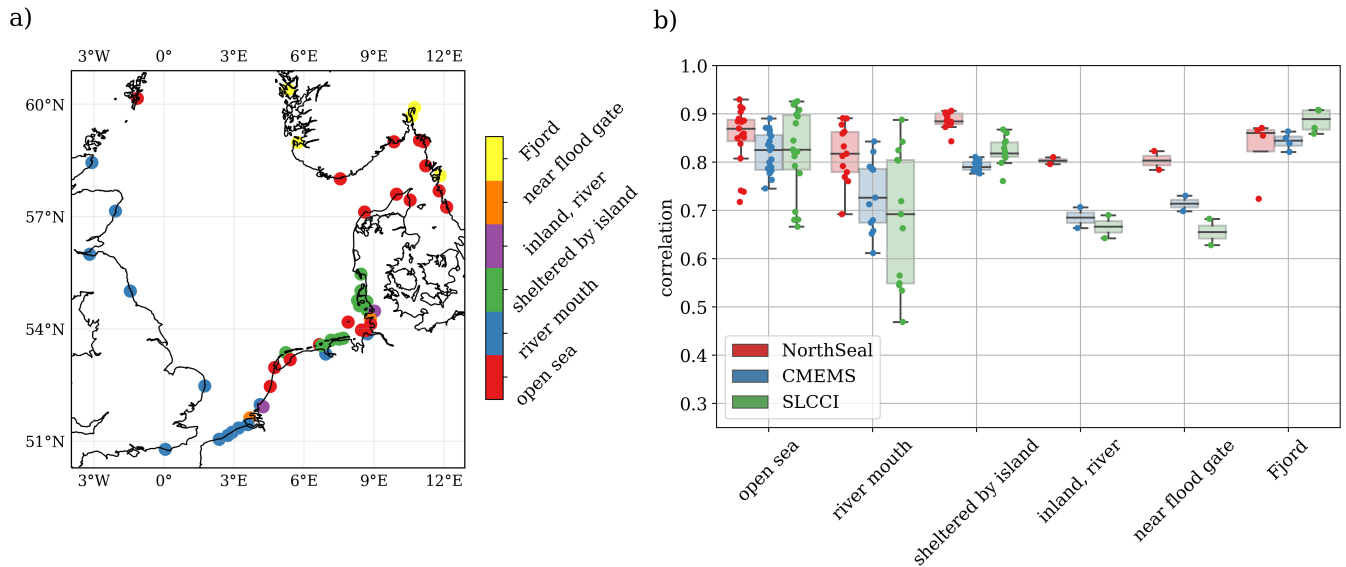 a)
3°W 0° 3°E 6°E 9°E 12°E
60°N
57°N
54°N
51°N
3°W 0° 3°E 6°E 9°E 12°E
Fjord
near flood gate
inland, river
sheltered by island
river mouth
open sea
b)
1.0
0.9
0.8
0.7
0.6
0.5
0.4
0.3
correlation
NorthSeal
CMEMS
SLCCI
open sea
river mouth
sheltered by island
inland, river
near flood gate
Fjord